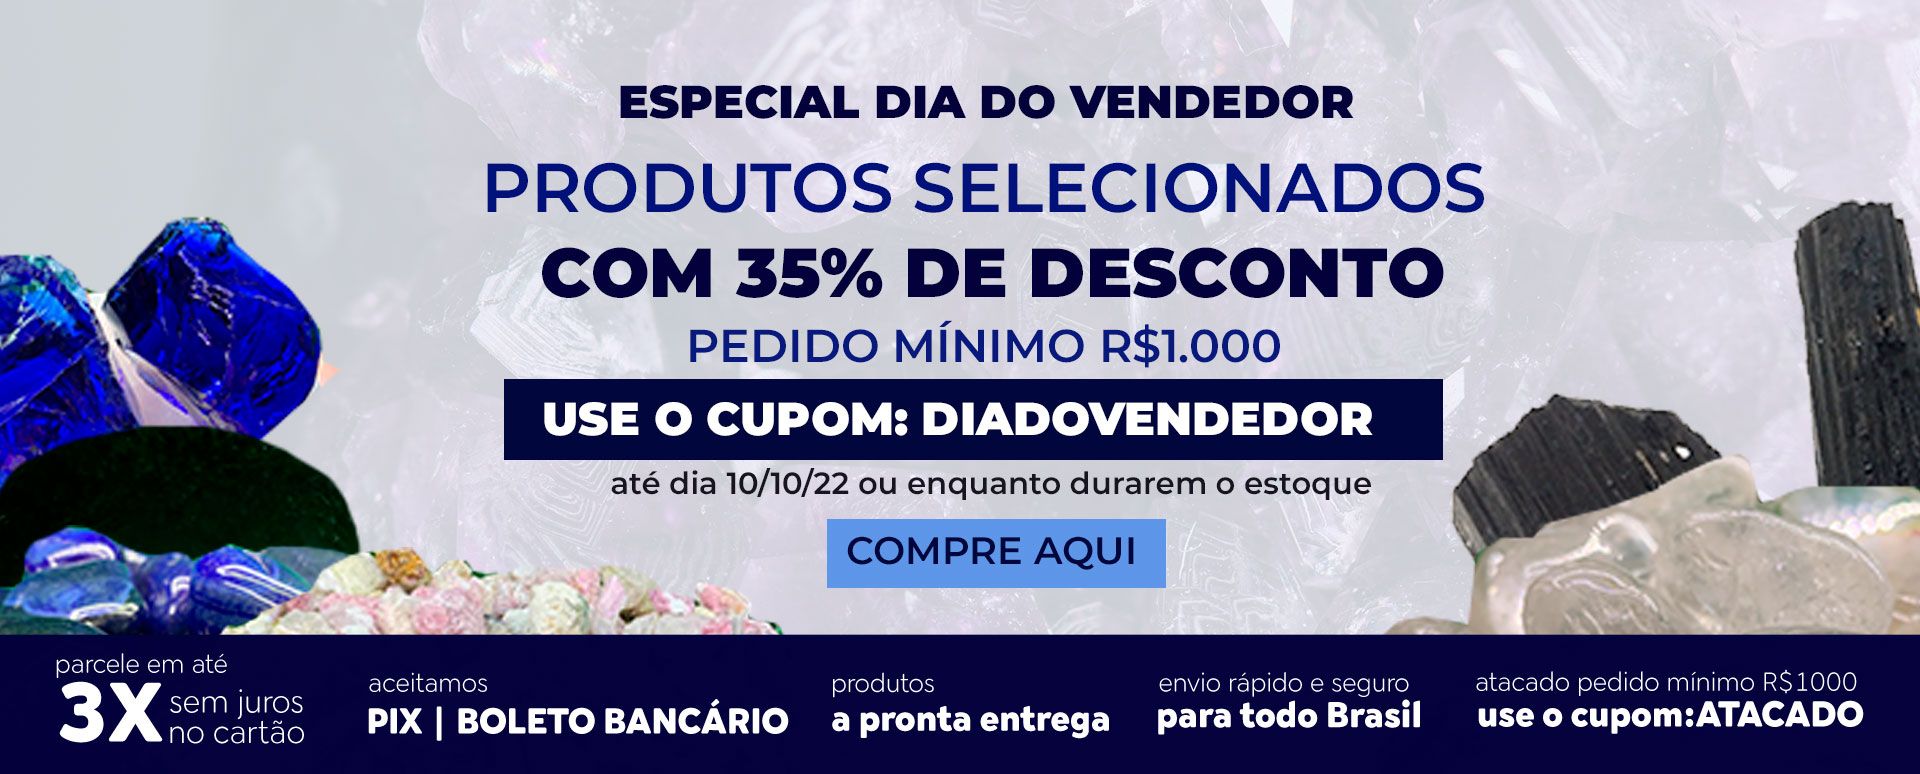 ESPECIAL DIA DO VENDEDOR
PRODUTOS SELECIONADOS
COM 35% DE DESCONTO
PEDIDO MÍNIMO R$1.000
USE O CUPOM: DIADOVENDEDOR
até dia 10/10/22 ou enquanto durarem o estoque
COMPRE AQUI
parcele em até
3X sem juros
no cartão
aceitamos
PIX | BOLETO BANCÁRIO
produtos
a pronta entrega
envio rápido e seguro
para todo Brasil
atacado pedido mínimo R$1000
use o cupom:ATACADO